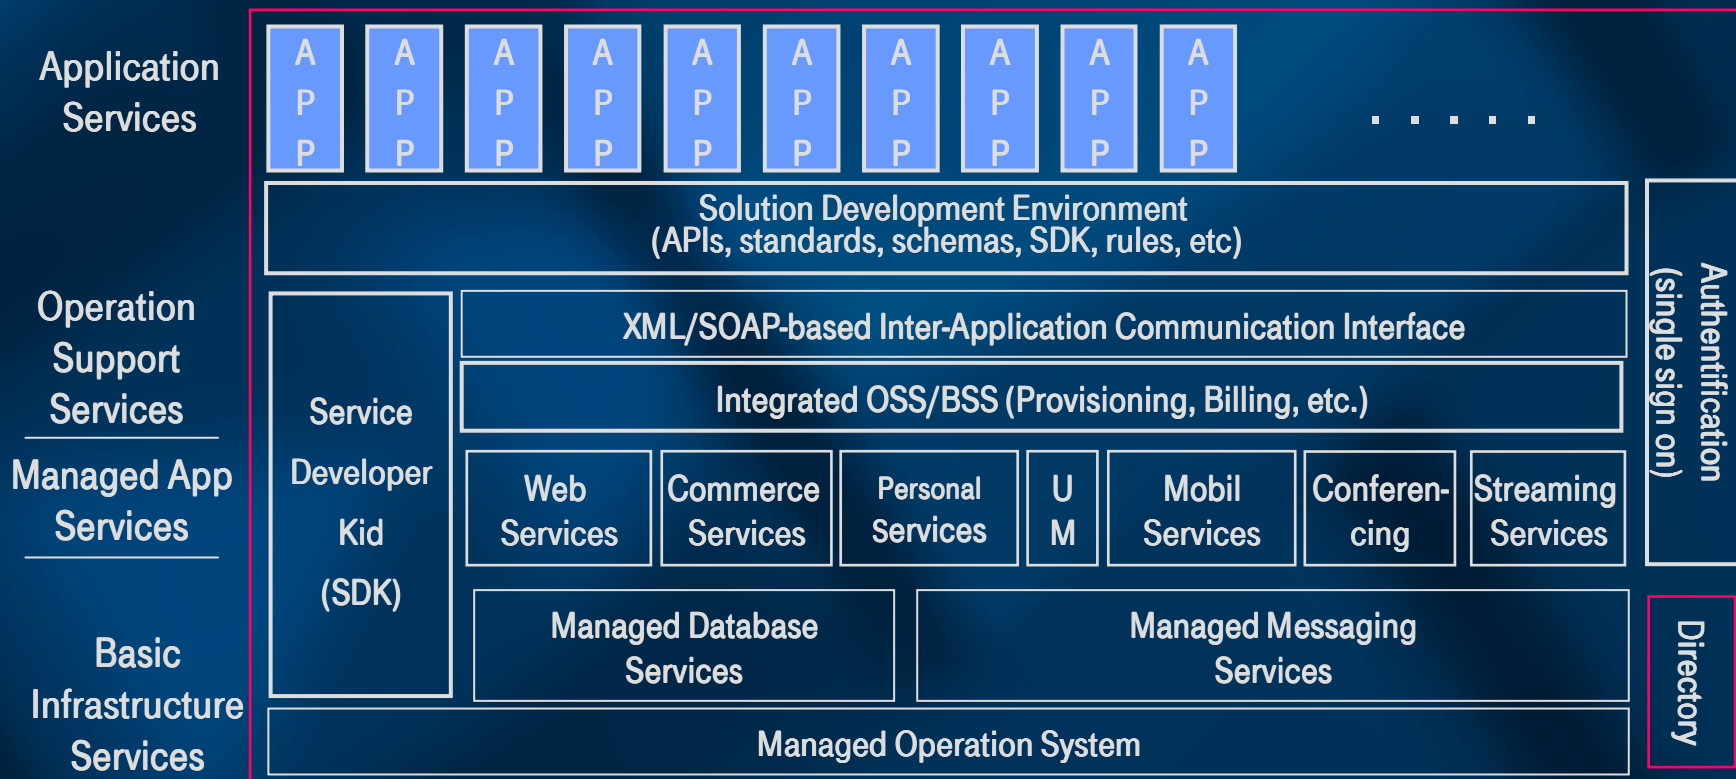 Application
Services
A
P
P
A
P
P
A
P
P
A
P
P
A
P
P
A
P
P
A
P
P
A
P
P
A
P
P
A
P
P
. . . . .
Solution Development Environment
(APIs, standards, schemas, SDK, rules, etc)
Operation
Support
Services
Managed App
Services
Basic
Infrastructure
Services
Service
Developer
Kid
(SDK)
XML/SOAP-based Inter-Application Communication Interface
Integrated OSS/BSS (Provisioning, Billing, etc.)
Web
Services
Commerce
Services
Personal
Services
U
M
Mobil
Services
Conferen-
cing
Streaming
Services
Managed Database
Services
Managed Messaging
Services
Managed Operation System
Authentification
(single sign on)
Directory